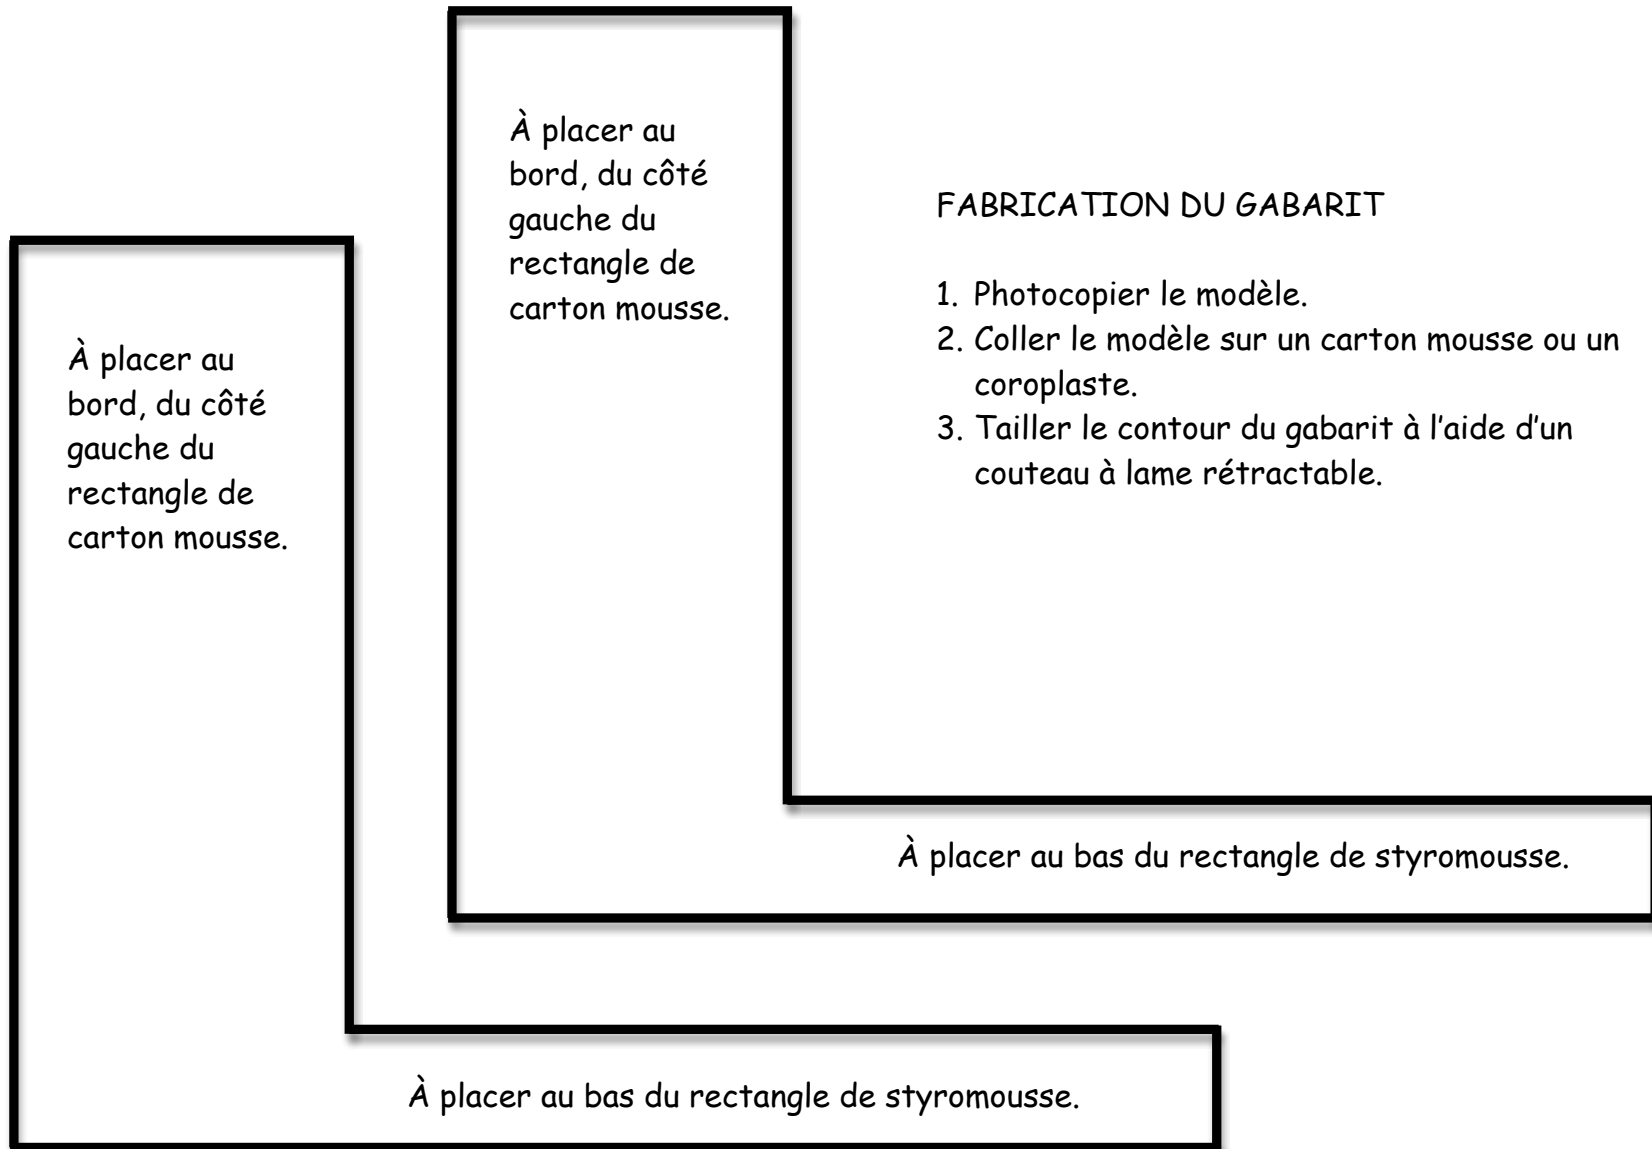 À placer au
bord, du côté
gauche du
rectangle de
carton mousse.
FABRICATION DU GABARIT
1. Photocopier le modèle.
2. Coller le modèle sur un carton mousse ou un
coroplaste.
3. Tailler le contour du gabarit à l’aide d’un
couteau à lame rétractable.
À placer au
bord, du côté
gauche du
rectangle de
carton mousse.
À placer au bas du rectangle de styromousse.
À placer au bas du rectangle de styromousse.